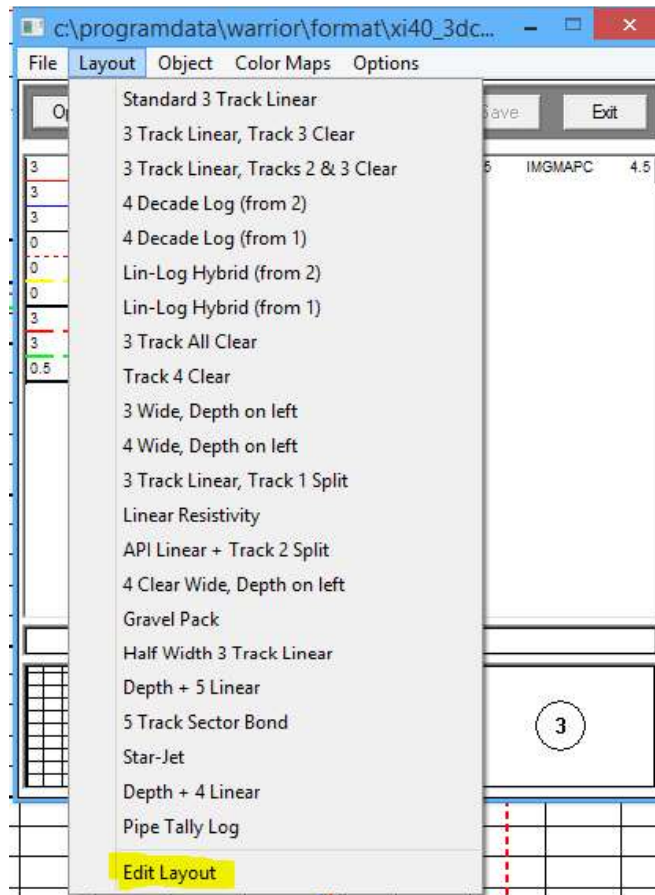 c:\programdata\warrior\format\xi40_3dc...
File Layout Object Color Maps Options
Save Exit
3 IMGMAPC 4.5
3
3
0
0
0
3
3
0.5
Standard 3 Track Linear
3 Track Linear, Track 3 Clear
3 Track Linear, Tracks 2 & 3 Clear
4 Decade Log (from 2)
4 Decade Log (from 1)
Lin-Log Hybrid (from 2)
Lin-Log Hybrid (from 1)
3 Track All Clear
Track 4 Clear
3 Wide, Depth on left
4 Wide, Depth on left
3 Track Linear, Track 1 Split
Linear Resistivity
API Linear + Track 2 Split
4 Clear Wide, Depth on left
Gravel Pack
Half Width 3 Track Linear
Depth + 5 Linear
5 Track Sector Bond
Star-Jet
Depth + 4 Linear
Pipe Tally Log
Edit Layout
3